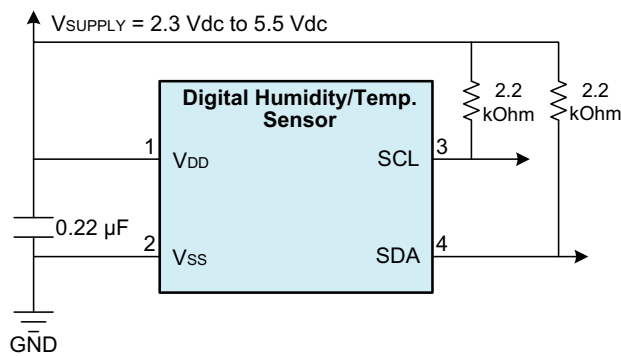 VSUPPLY = 2.3 Vdc to 5.5 Vdc
Digital Humidity/Temp.
Sensor
2.2
kOhm
2.2
kOhm
1
VDD
SCL
3
0.22 µF
2
VSS
SDA
4
GND